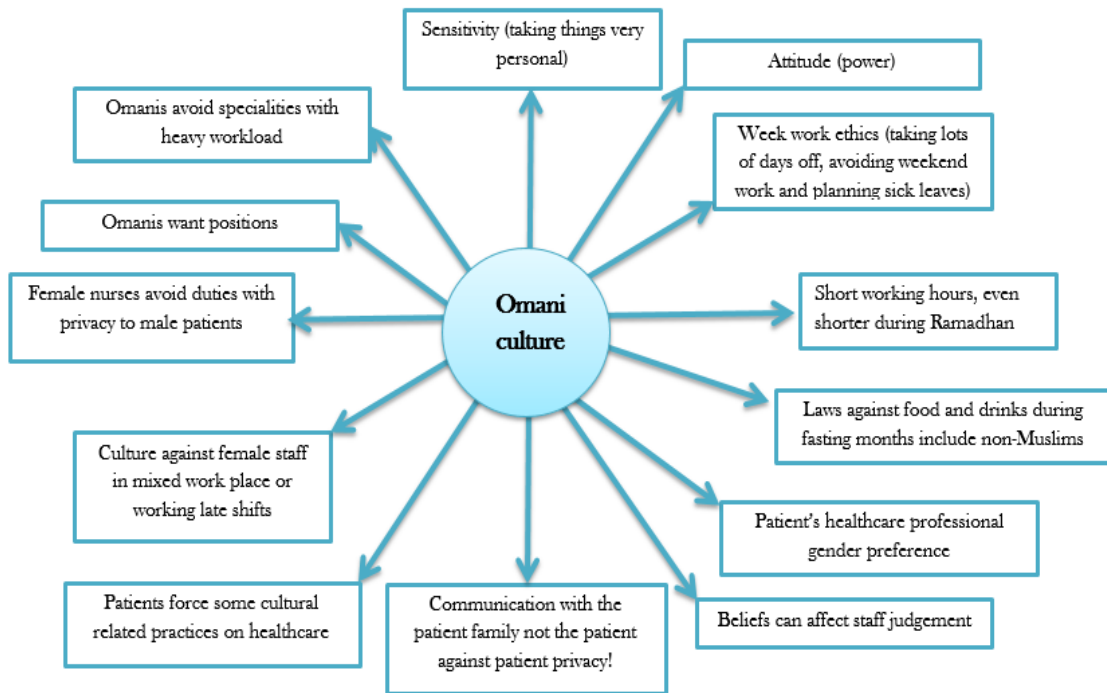 Sensitivity (taking things very
personal)
Attitude (power)
Omanis avoid specialities with
heavy workload
Week work ethics (taking lots
of days off, avoiding weekend
work and planning sick leaves)
Omanis want positions
Female nurses avoid duties with
privacy to male patients
Omani
culture
Short working hours, even
shorter during Ramadhan
Laws against food and drinks during
fasting months include non-Muslims
Culture against female staff
in mixed work place or
working late shifts
Patient's healthcare professional
gender preference
Patients force some cultural
related practices on healthcare
Communication with the
patient family not the patient
against patient privacy!
Beliefs can affect staff judgement